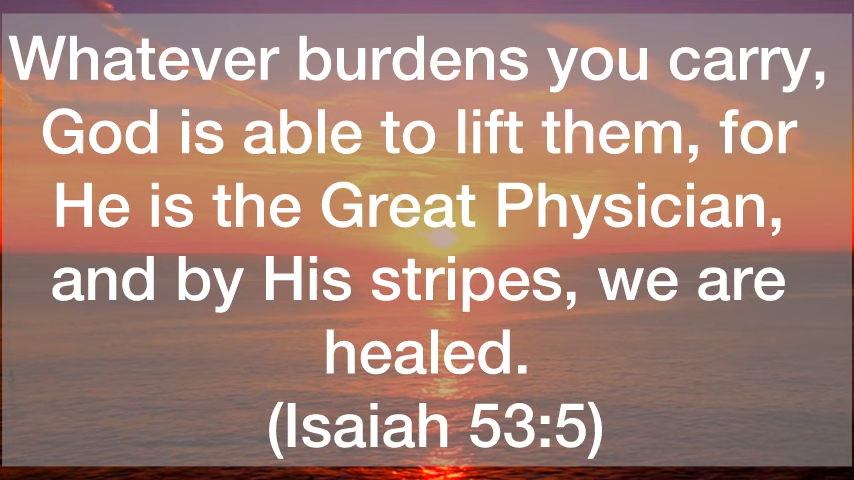 Whatever burdens you carry,
God is able to lift them, for
He is the Great Physician,
and by His stripes, we are
healed.
(Isaiah 53:5)